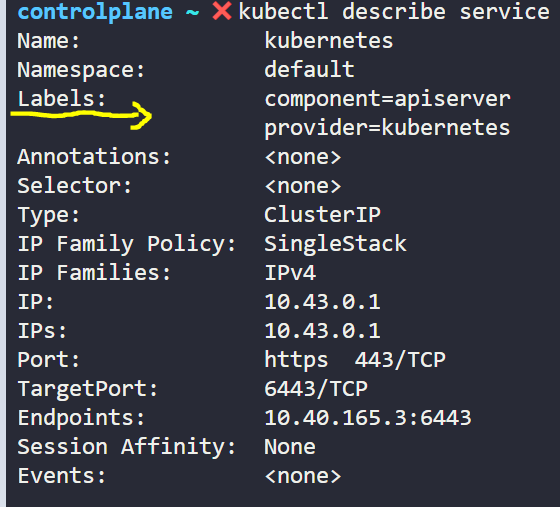 controlplane ~ ❌ kubectl describe service
Name:              kubernetes
Namespace:         default
Labels:            component=apiserver
                   provider=kubernetes
Annotations:       <none>
Selector:          <none>
Type:              ClusterIP
IP Family Policy:  SingleStack
IP Families:       IPv4
IP:                10.43.0.1
IPs:               10.43.0.1
Port:              https  443/TCP
TargetPort:        6443/TCP
Endpoints:         10.40.165.3:6443
Session Affinity:  None
Events:            <none>